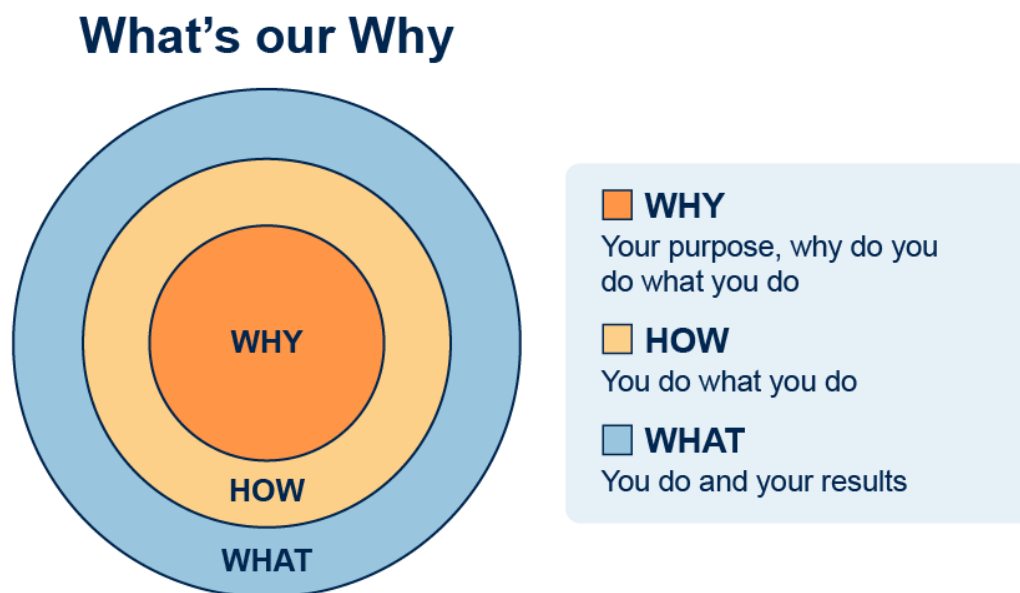 What’s our Why
WHY
HOW
WHAT
WHY
Your purpose, why do you
do what you do
HOW
You do what you do
WHAT
You do and your results